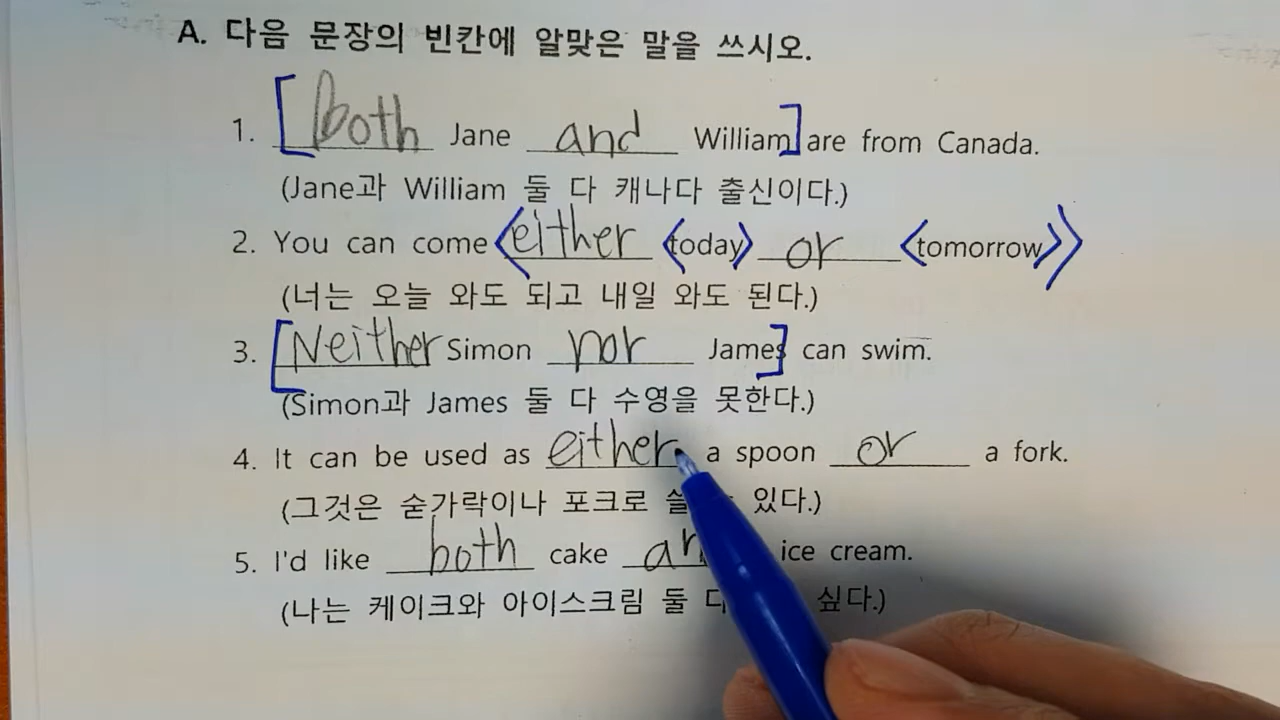 A. 다음 문장의 빈칸에 알맞은 말을 쓰시오.
1. [both Jane and William] are from Canada.
(Jane과 William 둘 다 캐나다 출신이다.)
2. You can come <either <today> or <tomorrow>>
(너는 오늘 와도 되고 내일 와도 된다.)
3. [Neither Simon nor James] can swim.
(Simon과 James 둘 다 수영을 못한다.)
4. It can be used as either a spoon or a fork.
(그것은 숟가락이나 포크로 있다.)
5. I'd like both cake ice cream.
(나는 케이크와 아이스크림 둘 싶다.)